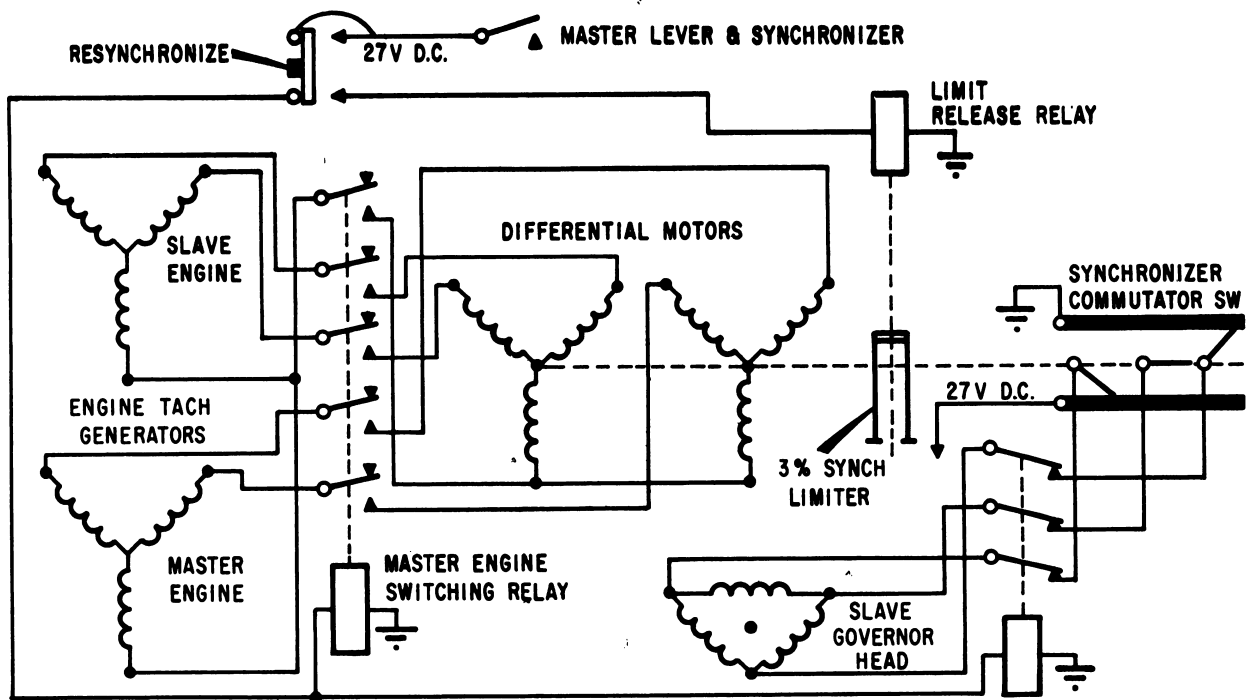 MASTER LEVER & SYNCHRONIZER
RESYNCHRONIZE
27V D.C.
LIMIT
RELEASE RELAY
DIFFERENTIAL MOTORS
SLAVE
ENGINE
SYNCHRONIZER
COMMUTATOR SW
27V D.C.
ENGINE TACH
GENERATORS
3% SYNCH
LIMITER
MASTER
ENGINE
MASTER ENGINE
SWITCHING RELAY
SLAVE
GOVERNOR
HEAD